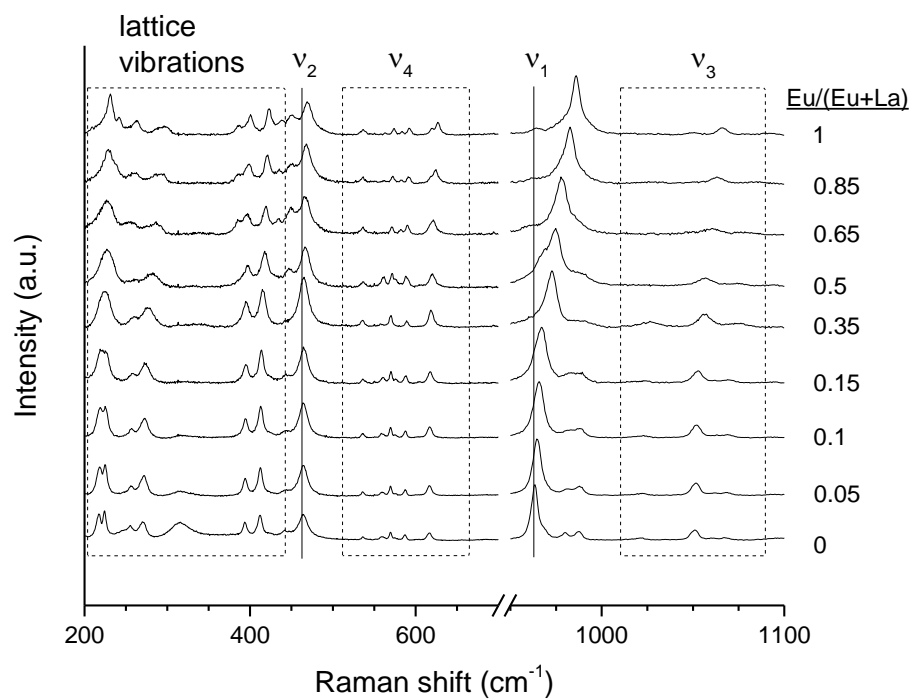 lattice
vibrations
ν2
ν4
ν1
ν3
Eu/(Eu+La)
1
0.85
0.65
0.5
0.35
0.15
0.1
0.05
0
Intensity (a.u.)
200
400
600
1000
1100
Raman shift (cm-1)